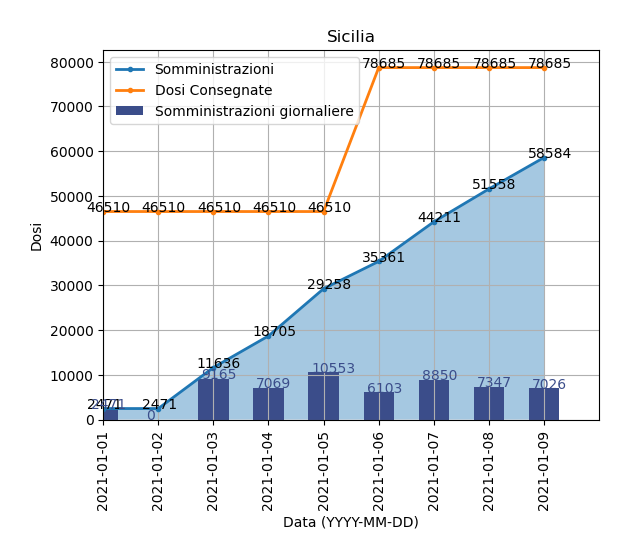 Sicilia
Somministrazioni
Dosi Consegnate
Somministrazioni giornaliere
80000
70000
60000
50000
40000
30000
20000
10000
0
Dosi
46510 46510 46510 46510 46510 78685 78685 78685 78685
2471 2471 11636 18705 29258 35361 44211 51558 58584
2471 0 9165 7069 10553 6103 8850 7347 7026
2021-01-01
2021-01-02
2021-01-03
2021-01-04
2021-01-05
2021-01-06
2021-01-07
2021-01-08
2021-01-09
Data (YYYY-MM-DD)